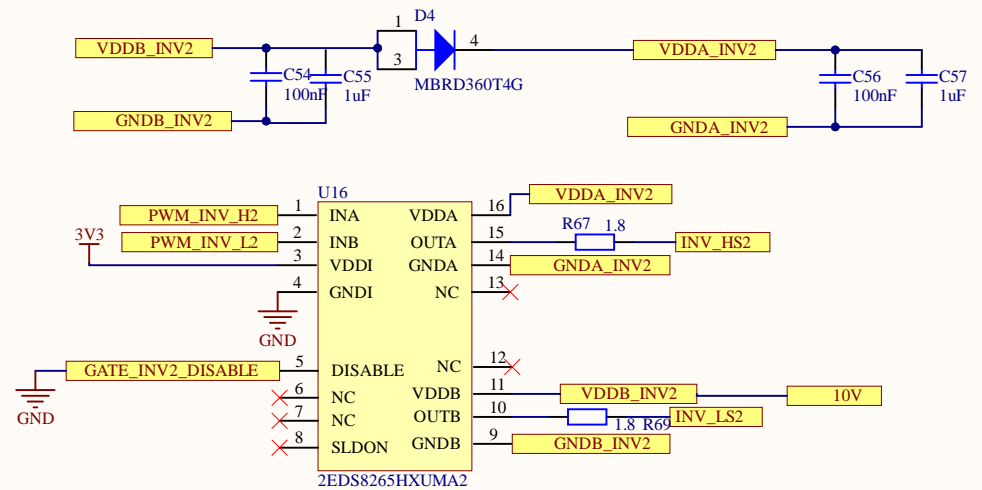 D4
1
VDDB_INV2
4
VDDA_INV2
3
MBRD360T4G
C54
C55
C56
C57
100nF
1uF
100nF
1uF
GNDB_INV2
GNDA_INV2
U16
VDDA_INV2
PWM_INV_H2
1
INA
VDDA
16
R67
1.8
3V3
PWM_INV_L2
2
INB
OUTA
15
INV_HS2
3
VDDI
GNDA
14
GNDA_INV2
4
GNDI
NC
13
GND
GATE_INV2_DISABLE
5
DISABLE
NC
12
6
NC
VDDB
11
VDDB_INV2
10V
GND
7
NC
OUTB
10
INV_LS2
1.8
R69
8
SLDON
GNDB
9
GNDB_INV2
2EDS8265HXUMA2